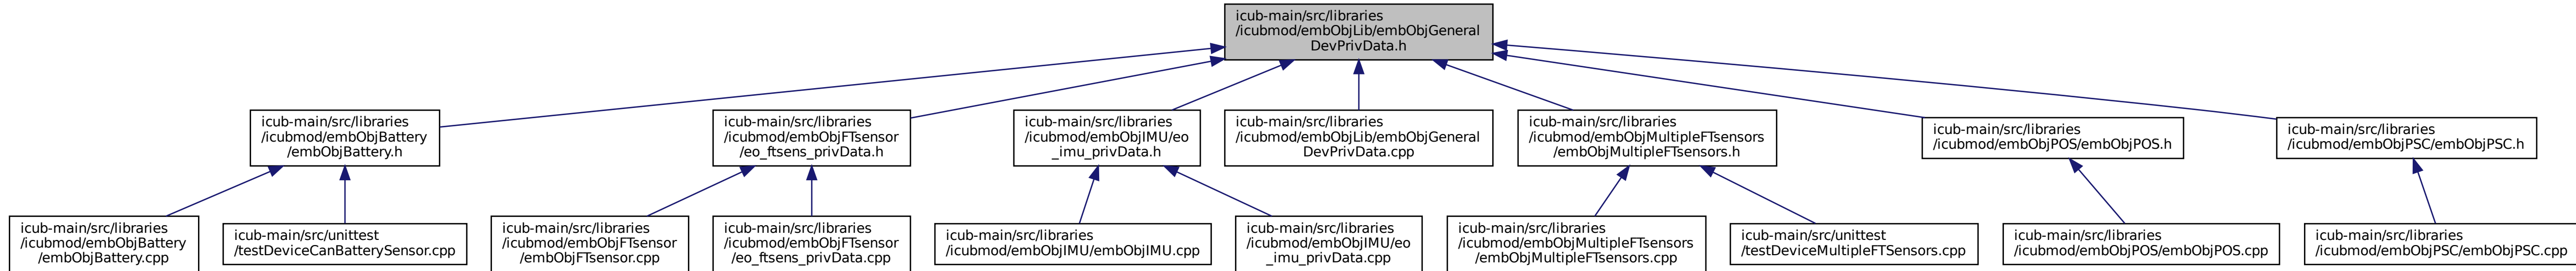 icub-main/src/libraries
/icubmod/embObjLib/embObjGeneral
DevPrivData.h
icub-main/src/libraries
/icubmod/embObjBattery
/embObjBattery.h
icub-main/src/libraries
/icubmod/embObjFTsensor
/eo_ftsens_privData.h
icub-main/src/libraries
/icubmod/embObjIMU/eo
_imu_privData.h
icub-main/src/libraries
/icubmod/embObjLib/embObjGeneral
DevPrivData.cpp
icub-main/src/libraries
/icubmod/embObjMultipleFTsensors
/embObjMultipleFTsensors.h
icub-main/src/libraries
/icubmod/embObjPOS/embObjPOS.h
icub-main/src/libraries
/icubmod/embObjPSC/embObjPSC.h
icub-main/src/libraries
/icubmod/embObjBattery
/embObjBattery.cpp
icub-main/src/unittest
/testDeviceCanBatterySensor.cpp
icub-main/src/libraries
/icubmod/embObjFTsensor
/embObjFTsensor.cpp
icub-main/src/libraries
/icubmod/embObjFTsensor
/eo_ftsens_privData.cpp
icub-main/src/libraries
/icubmod/embObjIMU/embObjIMU.cpp
icub-main/src/libraries
/icubmod/embObjIMU/eo
_imu_privData.cpp
icub-main/src/libraries
/icubmod/embObjMultipleFTsensors
/embObjMultipleFTsensors.cpp
icub-main/src/unittest
/testDeviceMultipleFTSensors.cpp
icub-main/src/libraries
/icubmod/embObjPOS/embObjPOS.cpp
icub-main/src/libraries
/icubmod/embObjPSC/embObjPSC.cpp